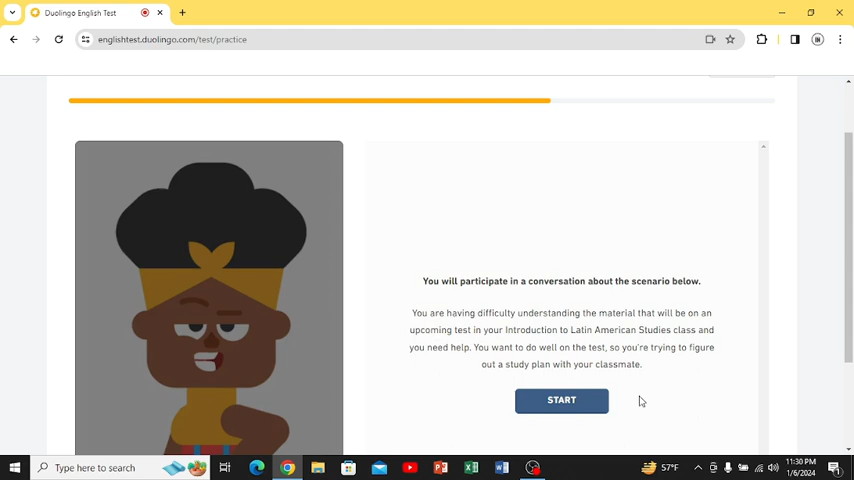 Duolingo English Test
englishtest.duolingo.com/test/practice
You will participate in a conversation about the scenario below.
You are having difficulty understanding the material that will be on an
upcoming test in your Introduction to Latin American Studies class and
you need help. You want to do well on the test, so you're trying to figure
out a study plan with your classmate.
START
Type here to search
57°F
11:30 PM
1/6/2024